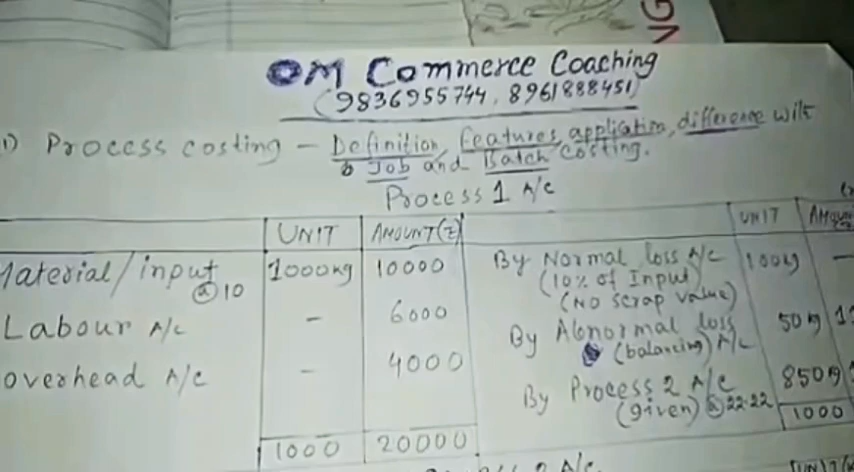 OM Commerce Coaching
(9836955744, 8961888451)
1) Process costing - Definition, features, application, difference with
Job and Batch costing.
Process 1 A/c
UNIT AMOUNT(₹) UNIT
Material/input 1000kg 10000 By Normal loss A/c 100kg -
@ 10 (10% of Input)
(No scrap value)
Labour A/c - 6000 By Abnormal loss 50kg
(balancing) A/c
overhead A/c - 4000 By Process 2 A/c 850kg
(given) @ 22.22
1000 20000 1000